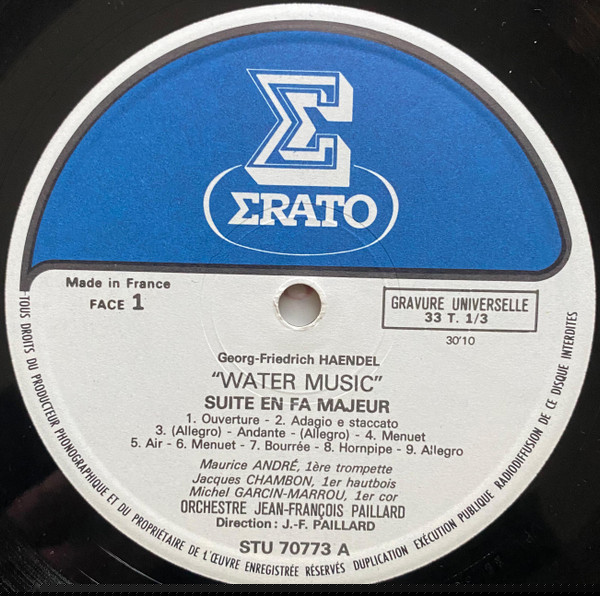 Σ
ΣRATO
Made in France
FACE 1
GRAVURE UNIVERSELLE
33 T. 1/3
30'10
Georg-Friedrich HAENDEL
“WATER MUSIC”
SUITE EN FA MAJEUR
1. Ouverture - 2. Adagio e staccato
3. (Allegro) - Andante - (Allegro) - 4. Menuet
5. Air - 6. Menuet - 7. Bourrée - 8. Hornpipe - 9. Allegro
Maurice ANDRÉ, 1ère trompette
Jacques CHAMBON, 1er hautbois
Michel GARCIN-MARROU, 1er cor
ORCHESTRE JEAN-FRANÇOIS PAILLARD
Direction : J.-F. PAILLARD
STU 70773 A
-TOUS DROITS DU PRODUCTEUR PHONOGRAPHIQUE ET DU PROPRIÉTAIRE DE L'ŒUVRE ENREGISTRÉE RÉSERVÉS DUPLICATION EXÉCUTION PUBLIQUE RADIODIFFUSION DE CE DISQUE INTERDITES